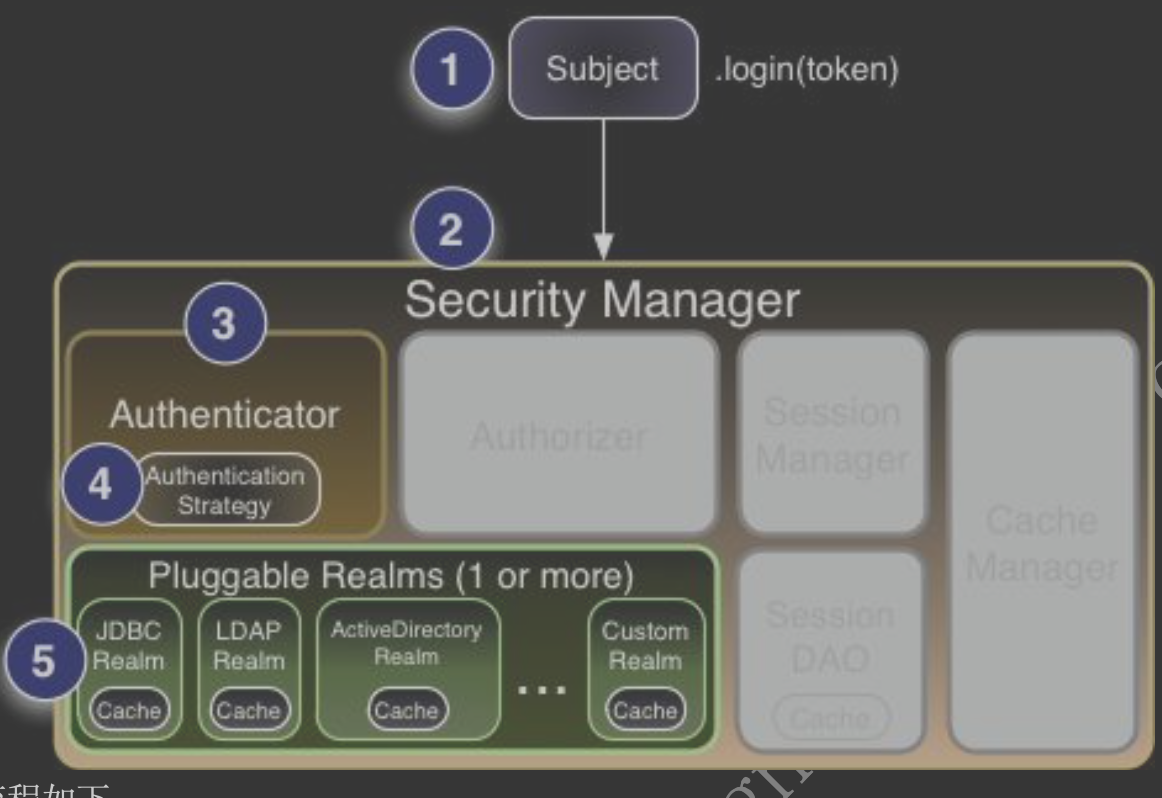 1
Subject .login(token)
2
Security Manager
3
Authenticator
4
Authentication
Strategy
Authorizer
Session
Manager
Cache
Manager
Pluggable Realms (1 or more)
5
JDBC
Realm
Cache
LDAP
Realm
Cache
ActiveDirectory
Realm
Cache
...
Custom
Realm
Cache
Session
DAO
Cache
程如下